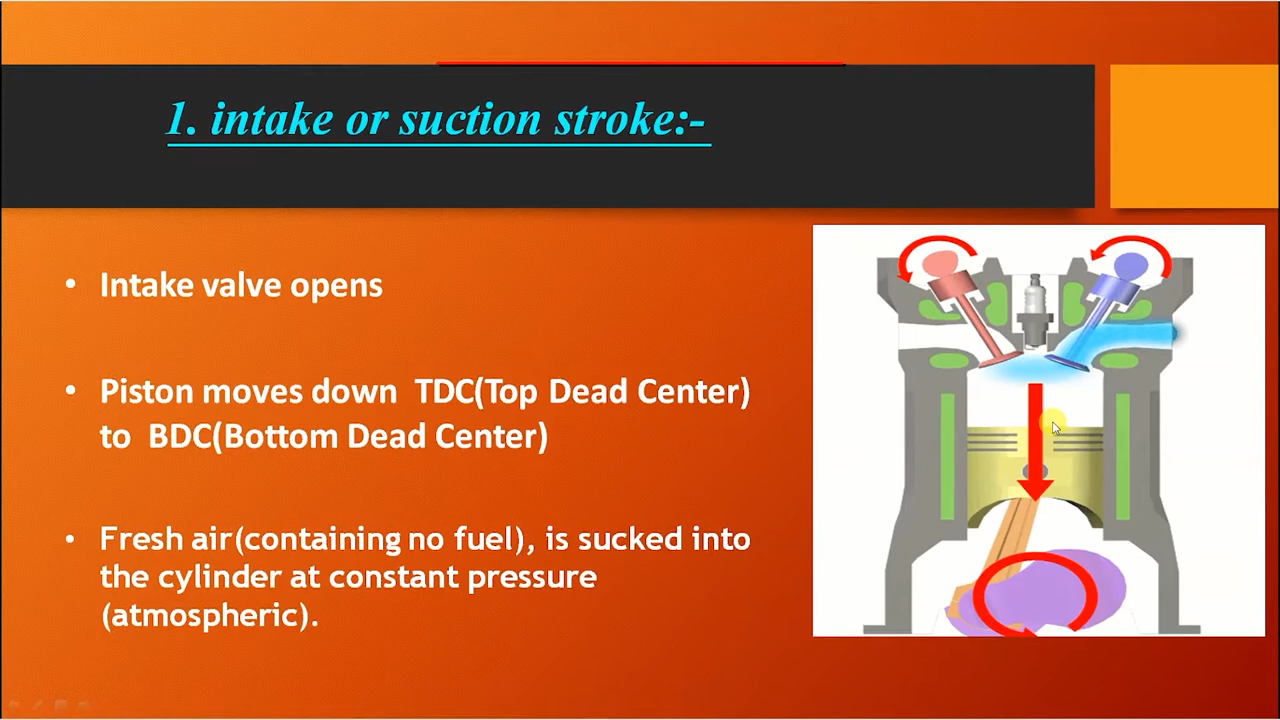 1. intake or suction stroke:-
• Intake valve opens
• Piston moves down TDC(Top Dead Center)
to BDC(Bottom Dead Center)
• Fresh air(containing no fuel), is sucked into
the cylinder at constant pressure
(atmospheric).